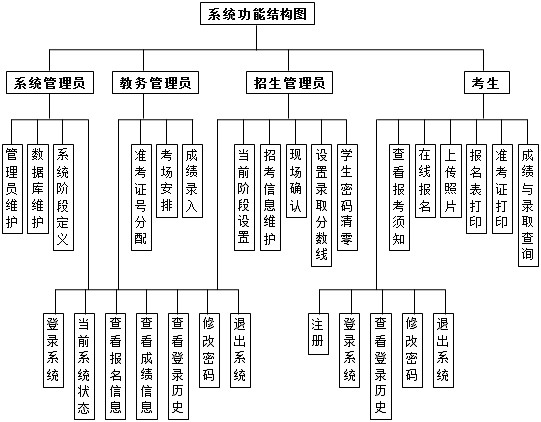 系统功能结构图
系统管理员
教务管理员
招生管理员
考生
管理员维护
数据库维护
系统阶段定义
准考证号分配
考场安排
成绩录入
当前阶段设置
招考信息维护
现场确认
设置录取分数线
学生密码清零
查看报考须知
在线报名
上传照片
报名表打印
准考证打印
成绩与录取查询
登录系统
当前系统状态
查看报名信息
查看成绩信息
查看登录历史
修改密码
退出系统
注册
登录系统
查看登录历史
修改密码
退出系统